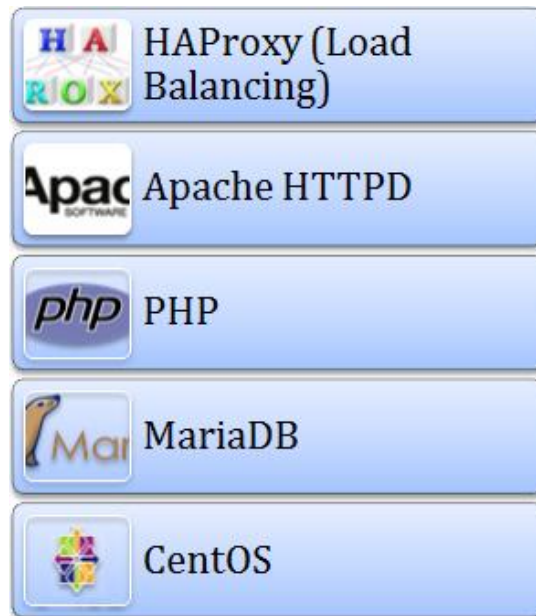 H A
R O X
HAProxy (Load
Balancing)
Apac
SOFTWARE
Apache HTTPD
php
PHP
Mar
MariaDB
CentOS